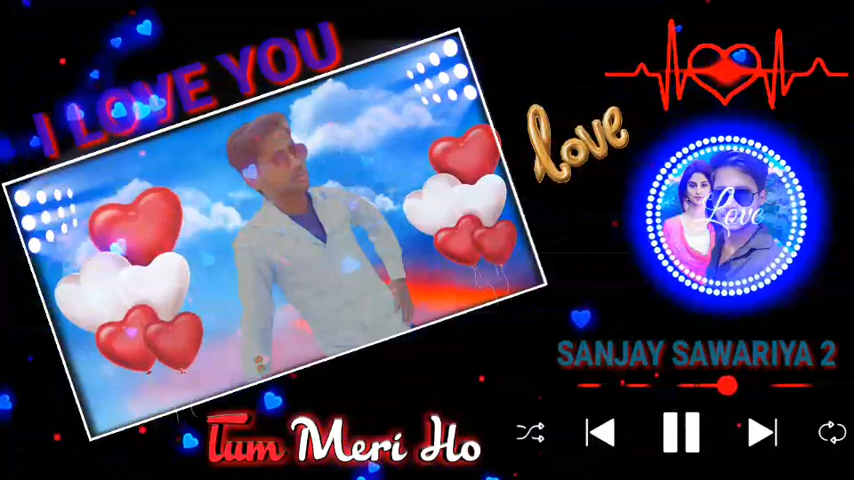 I LOVE YOU
love
Love
SANJAY SAWARIYA 2
Tum Meri Ho